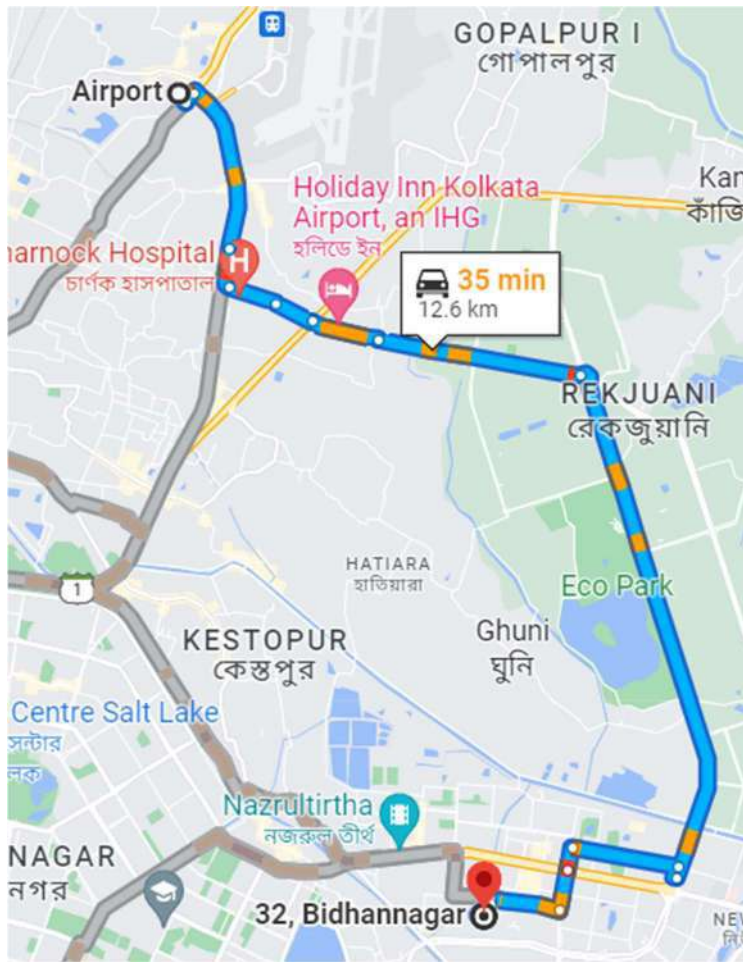 GOPALPUR I
গোপালপুর
Airport
Holiday Inn Kolkata
Airport, an IHG
হলিডে ইন
Kan
কাঁজি
harnock Hospital
চার্ণক হাসপাতাল
H
35 min
12.6 km
REKJUANI
রেকজুয়ানি
HATIARA
হাতিয়ারা
Eco Park
1
Ghuni
ঘুনি
KESTOPUR
কেস্তপুর
Centre Salt Lake
সেন্টার
লেক
Nazrultirtha
নজরুল তীর্থ
NAGAR
নগর
32, Bidhannagar
NEW